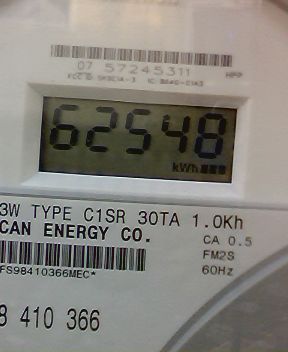 07 57245311 HPP
62548
kWh
3W TYPE C1SR 30TA 1.0Kh
CAN ENERGY CO.
CA 0.5
FM2S
FS98410366MEC*
60Hz
8 410 366